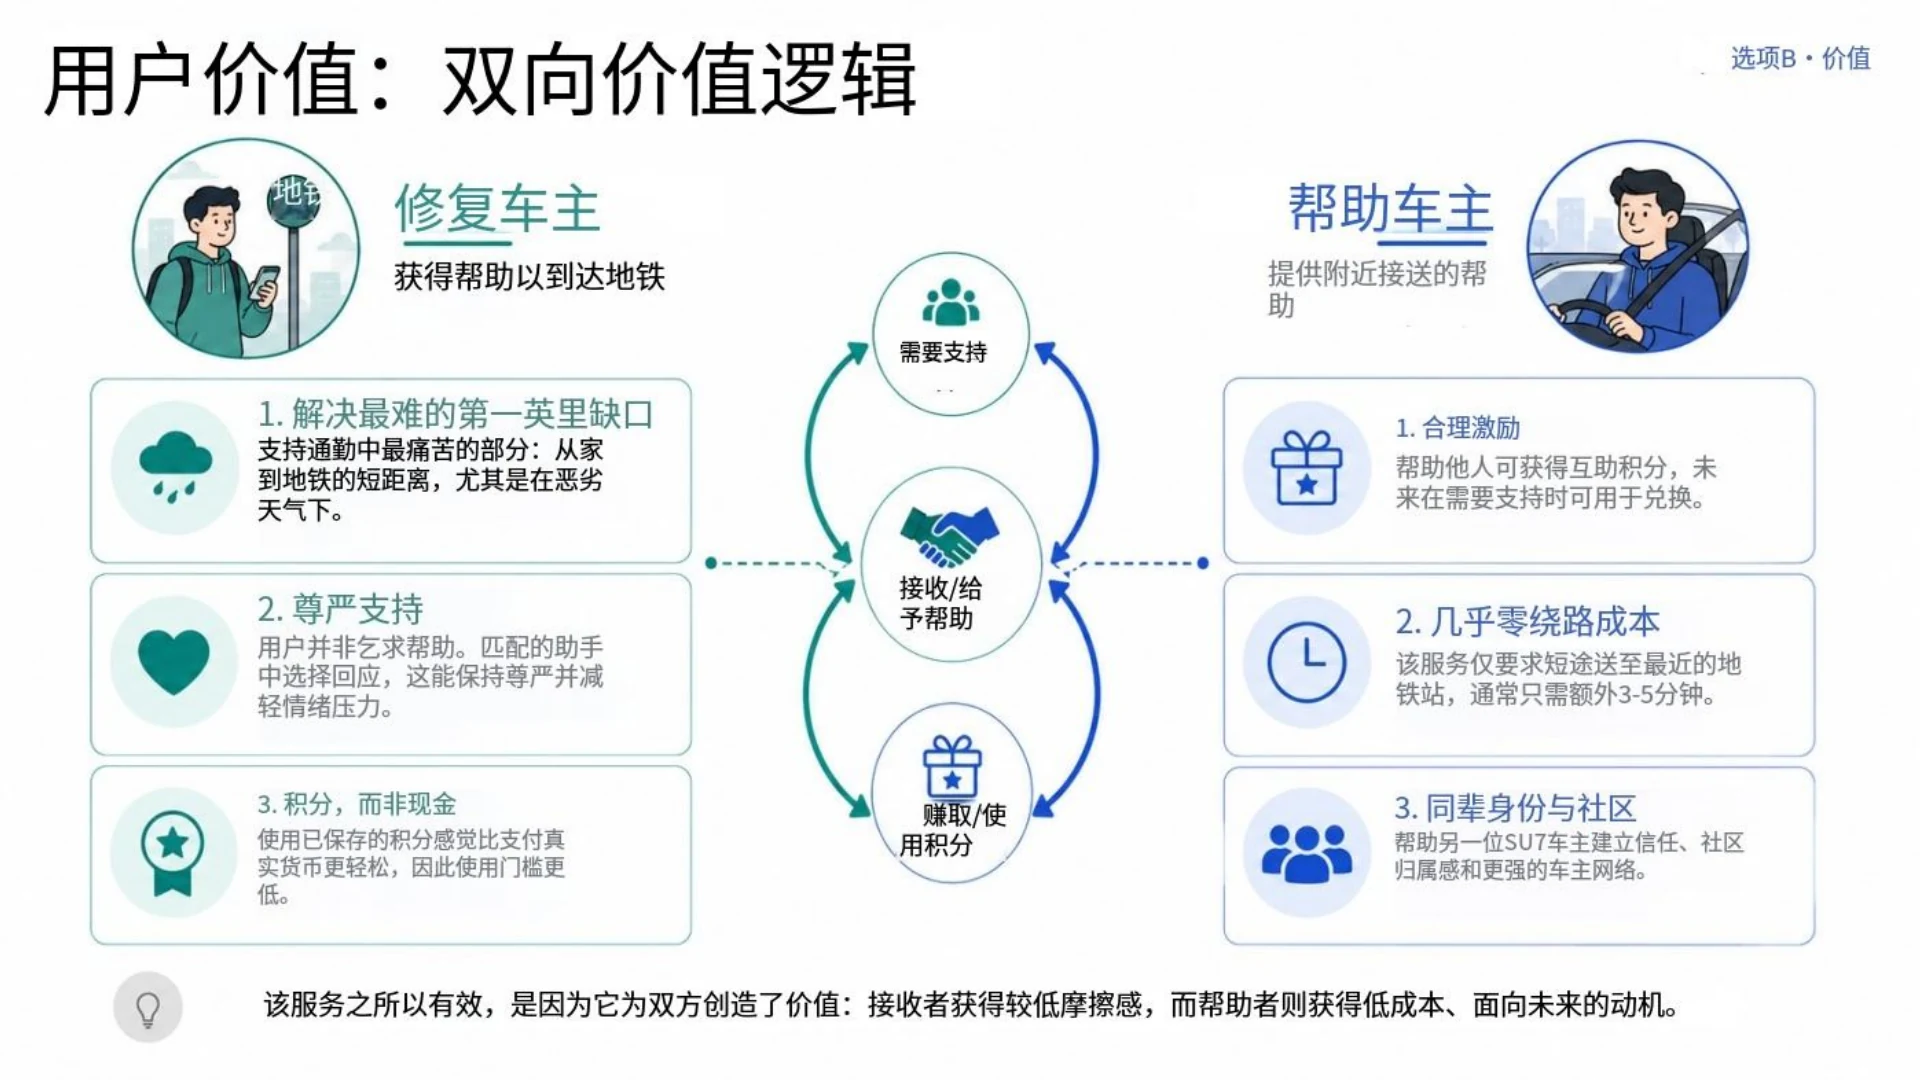 用户价值：双向价值逻辑
选项B·价值
地铁
修复车主
获得帮助以到达地铁
帮助车主
提供附近接送的帮
助
1. 解决最难的第一英里缺口
支持通勤中最痛苦的部分：从家
到地铁的短距离，尤其是在恶劣
天气下。
2. 尊严支持
用户并非乞求帮助。匹配的助手
中选择回应，这能保持尊严并减
轻情绪压力。
3. 积分，而非现金
使用已保存的积分感觉比支付真
实货币更轻松，因此使用门槛更
低。
需要支持
接收/给
予帮助
赚取/使
用积分
1. 合理激励
帮助他人可获得互助积分，未
来在需要支持时可用于兑换。
2. 几乎零绕路成本
该服务仅要求短途送至最近的地
铁站，通常只需额外3-5分钟。
3. 同辈身份与社区
帮助另一位SU7车主建立信任、社区
归属感和更强的车主网络。
该服务之所以有效，是因为它为双方创造了价值：接收者获得较低摩擦感，而帮助者则获得低成本、面向未来的动机。